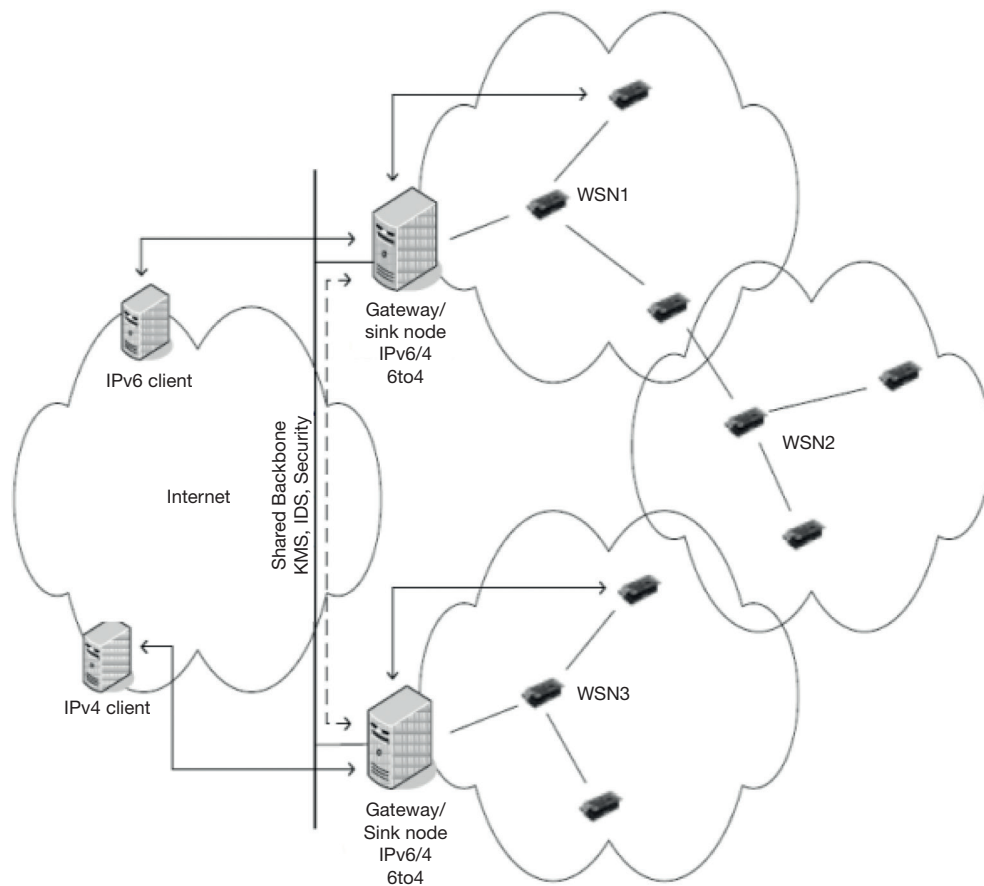 WSN1
Gateway/
sink node
IPv6/4
6to4
IPv6 client
WSN2
Internet
Shared Backbone
KMS, IDS, Security
WSN3
IPv4 client
Gateway/
Sink node
IPv6/4
6to4